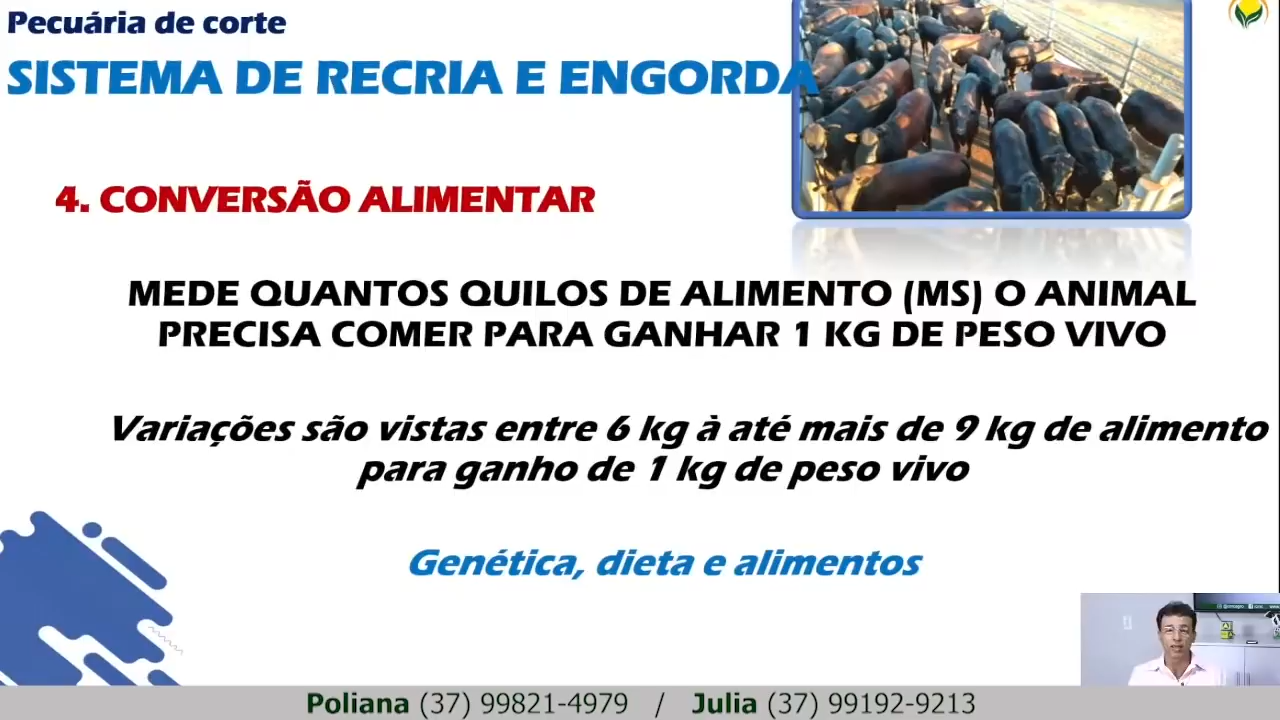 Pecuária de corte
SISTEMA DE RECRIA E ENGORDA
4. CONVERSÃO ALIMENTAR
MEDE QUANTOS QUILOS DE ALIMENTO (MS) O ANIMAL
PRECISA COMER PARA GANHAR 1 KG DE PESO VIVO
Variações são vistas entre 6 kg à até mais de 9 kg de alimento
para ganho de 1 kg de peso vivo
Genética, dieta e alimentos
Poliana (37) 99821-4979 / Julia (37) 99192-9213